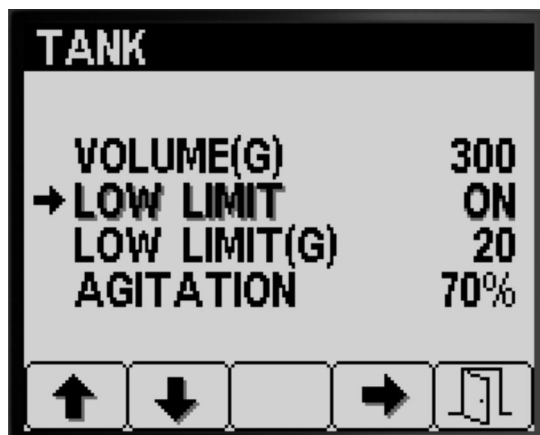 TANK
VOLUME(G) 300
LOW LIMIT ON
LOW LIMIT(G) 20
AGITATION 70%